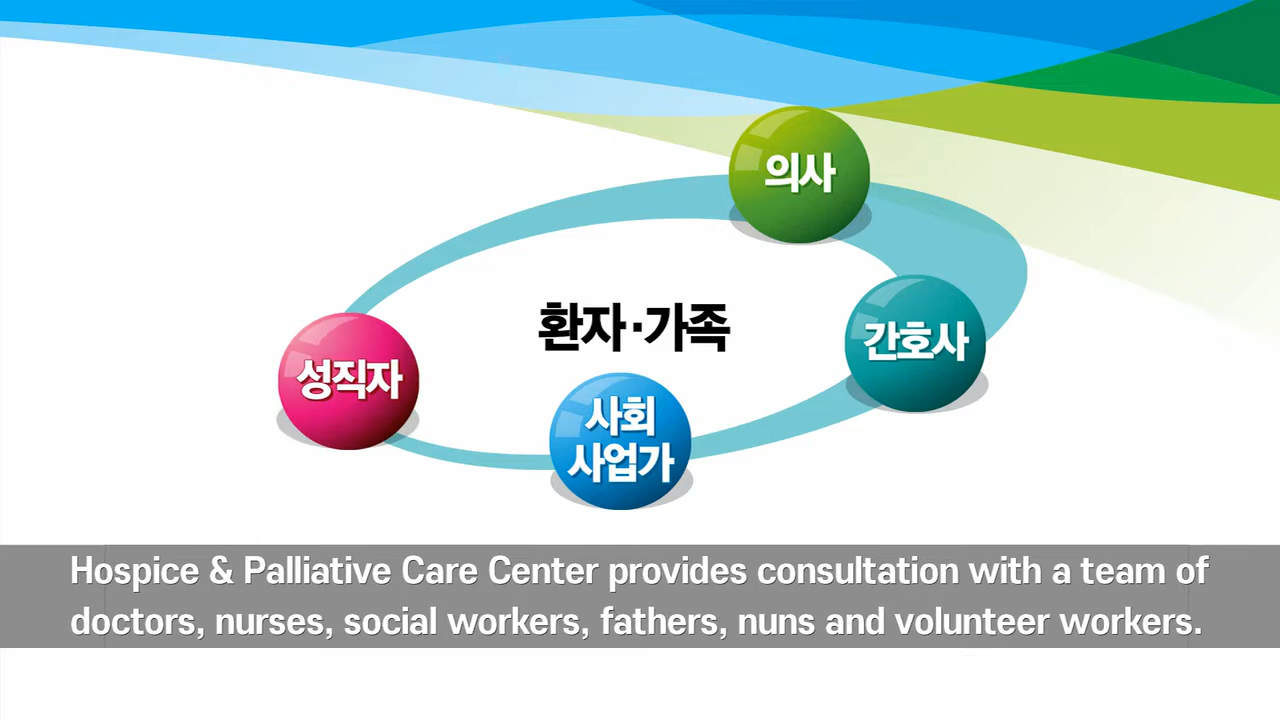 의사
환자·가족
간호사
성직자
사회
사업가
Hospice & Palliative Care Center provides consultation with a team of
doctors, nurses, social workers, fathers, nuns and volunteer workers.